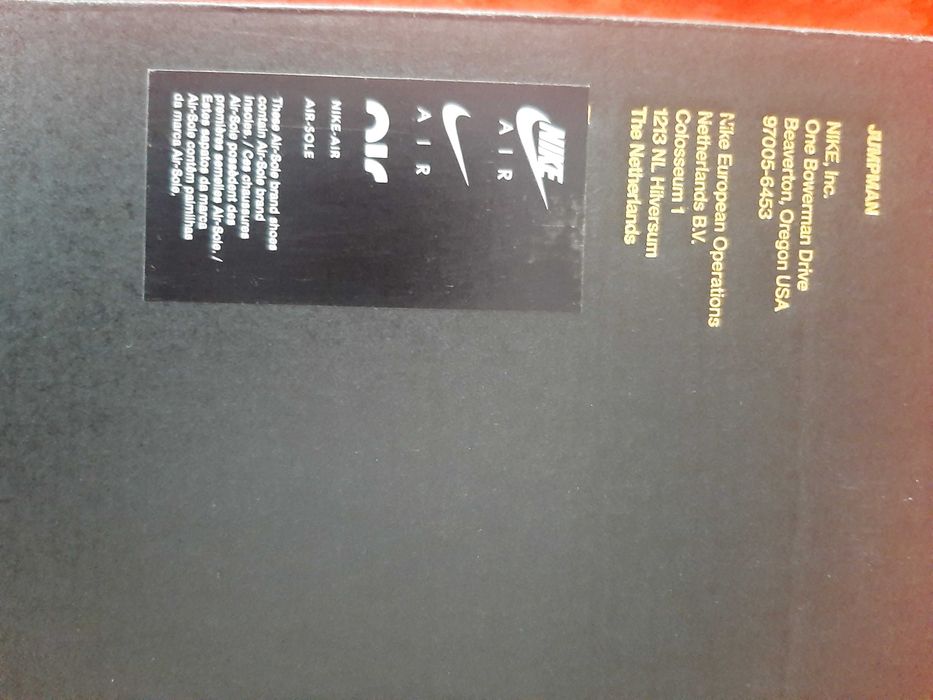 JUMPMAN
NIKE, Inc.
One Bowerman Drive
Beaverton, Oregon USA
97005-6453
Nike European Operations
Netherlands B.V.
Colosseum 1
1213 NL Hilversum
The Netherlands
NIKE
AIR
AIR
air
NIKE-AIR
AIR-SOLE
These Air-Sole brand shoes
contain Air-Sole brand
insoles. / Ces chaussures
Air-Sole possèdent des
premières semelles Air-Sole. /
Estes sapatos da marca
Air-Sole contêm palmilhas
da marca Air-Sole.